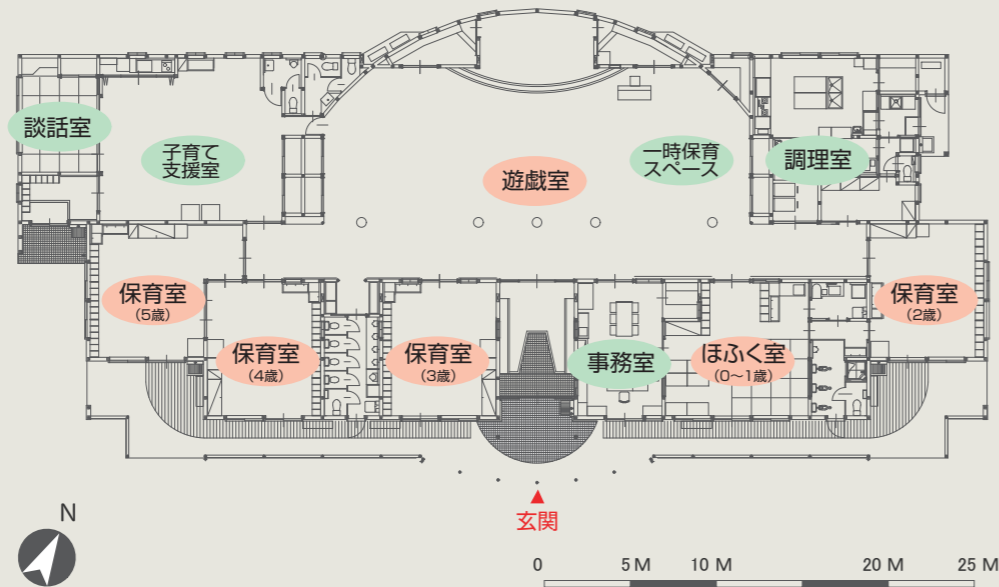 談話室
子育て
支援室
遊戯室
一時保育
スペース
調理室
保育室
(5歳)
保育室
(4歳)
保育室
(3歳)
事務室
ほふく室
(0〜1歳)
保育室
(2歳)
玄関
N
0 5 M 10 M 20 M 25 M